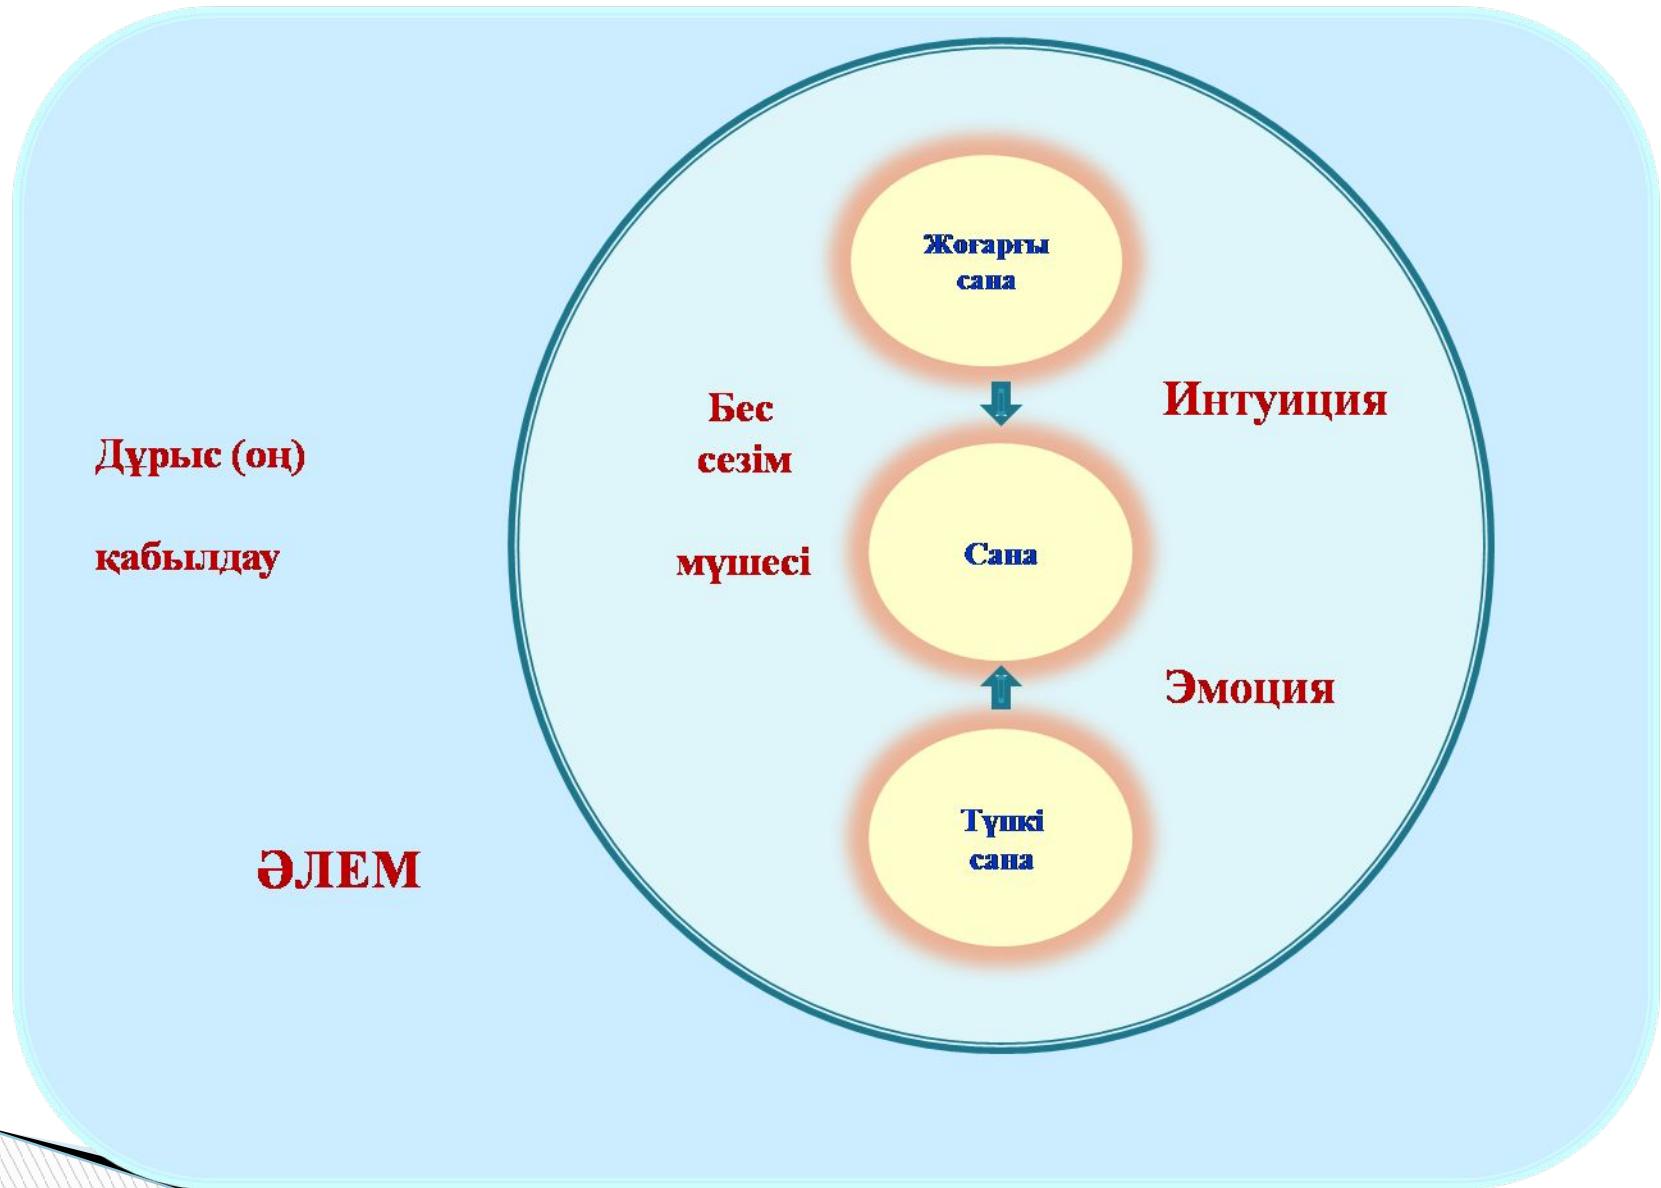 Жоғарғы
сана
Бес
сезім
мүшесі
Интуиция
Дұрыс (оң)
қабылдау
Сана
Эмоция
Түпкі
сана
ӘЛЕМ